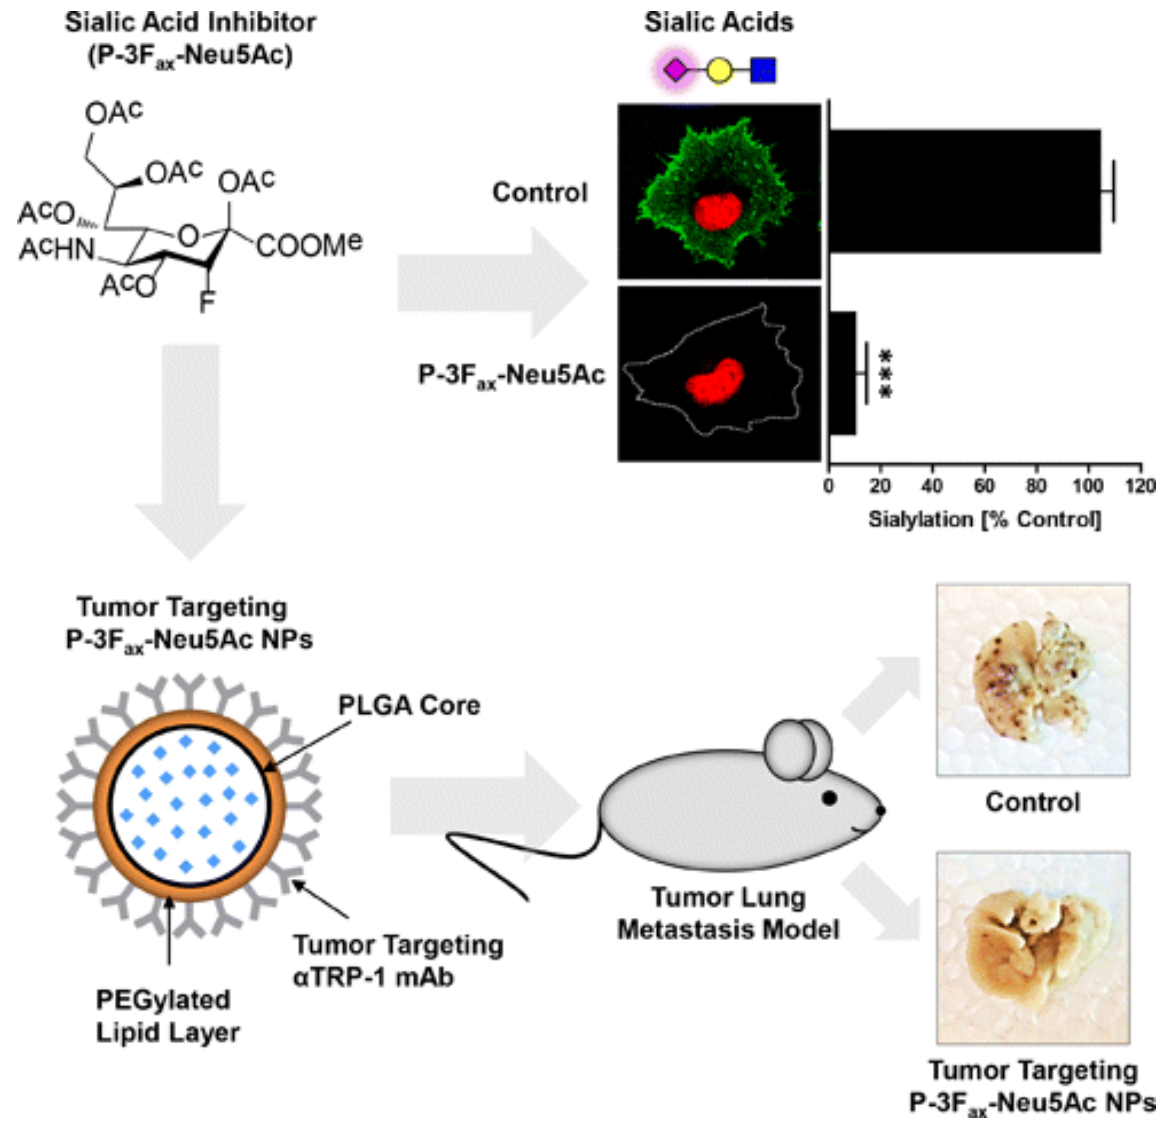 Sialic Acid Inhibitor
(P-3Fax-Neu5Ac)
OAc
OAc
OAc
AcO
O
AcHN
COOMe
AcO
F
Sialic Acids
Control
P-3Fax-Neu5Ac
***
0 20 40 60 80 100 120
Sialylation [% Control]
Tumor Targeting
P-3Fax-Neu5Ac NPs
PLGA Core
Tumor Targeting
αTRP-1 mAb
PEGylated
Lipid Layer
Tumor Lung
Metastasis Model
Control
Tumor Targeting
P-3Fax-Neu5Ac NPs